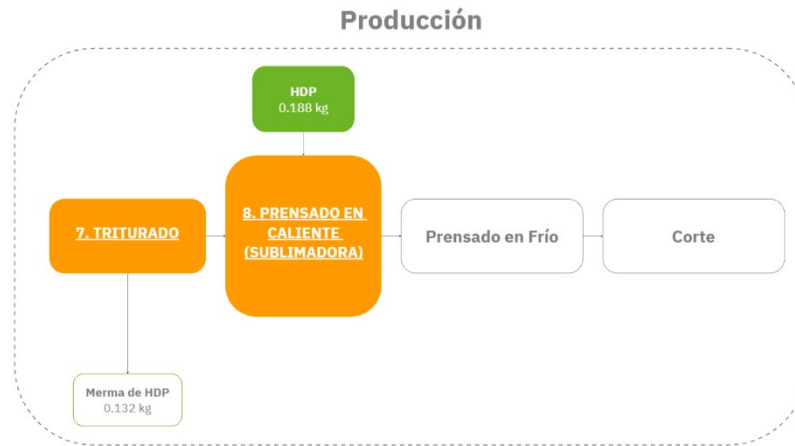 Producción
HDP
0.188 kg
7. TRITURADO
8. PRENSADO EN
CALIENTE
(SUBLIMADORA)
Prensado en Frío
Corte
Merma de HDP
0.132 kg